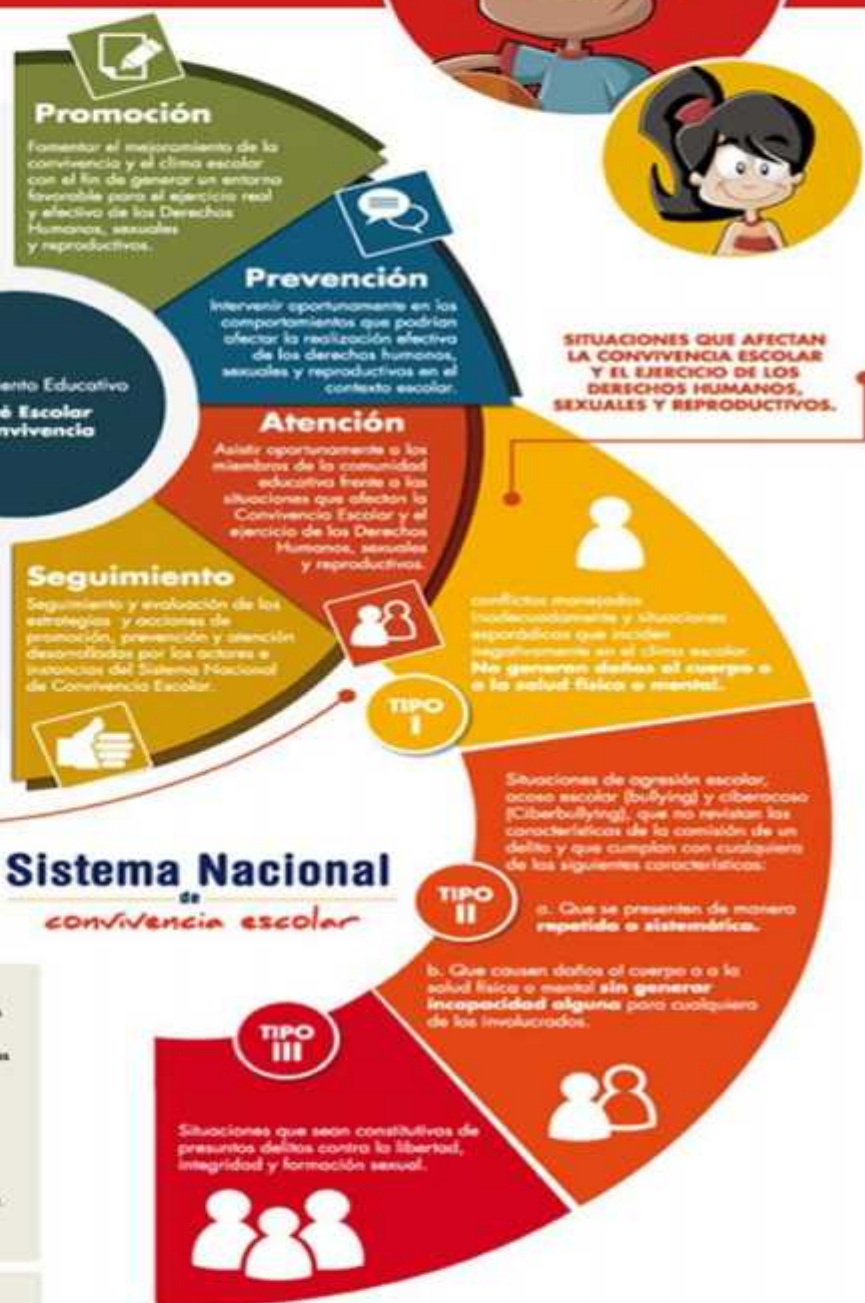 Promoción
Fomentar el mejoramiento de la
convivencia y el clima escolar
con el fin de generar un entorno
favorable para el ejercicio real
y efectivo de los Derechos
Humanos, sexuales
y reproductivos.
Prevención
Intervenir oportunamente en los
comportamientos que podrían
afectar la realización efectiva
de los derechos humanos,
sexuales y reproductivos en el
contexto escolar.
Educativo
Escolar
Atención
Asistir oportunamente a los
miembros de la comunidad
educativa frente a las
situaciones que afectan la
Convivencia Escolar y el
ejercicio de los Derechos
Humanos, sexuales
y reproductivos.
Seguimiento
Seguimiento y evaluación de las
estrategias y acciones de
promoción, prevención y atención
desarrolladas por los actores e
instancias del Sistema Nacional
de Convivencia Escolar.
SITUACIONES QUE AFECTAN
LA CONVIVENCIA ESCOLAR
Y EL EJERCICIO DE LOS
DERECHOS HUMANOS,
SEXUALES Y REPRODUCTIVOS.
conflictos manejados
inadecuadamente y situaciones
esporádicas que inciden
negativamente en el clima escolar.
No generan daños al cuerpo o
a la salud física o mental.
TIPO
I
Situaciones de agresión escolar,
acoso escolar (bullying) y ciberacoso
(Ciberbullying), que no revistan las
características de la comisión de un
delito y que cumplan con cualquiera
de las siguientes características:
TIPO
II
a. Que se presenten de manera
repetida o sistemática.
b. Que causen daños al cuerpo o a la
salud física o mental sin generar
incapacidad alguna para cualquiera
de los involucrados.
Sistema Nacional
de
convivencia escolar
TIPO
III
Situaciones que sean constitutivas de
presuntos delitos contra la libertad,
integridad y formación sexual.